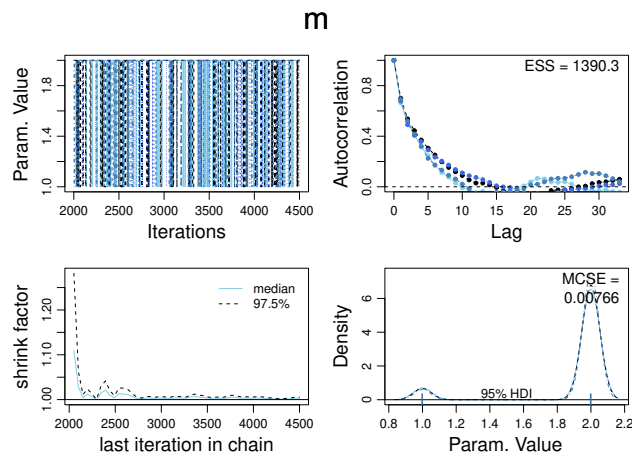 m
Param. Value
1.0 1.4 1.8
2000 2500 3000 3500 4000 4500
Iterations
Autocorrelation
0.0 0.4 0.8
ESS = 1390.3
0 5 10 15 20 25 30
Lag
shrink factor
1.00 1.10 1.20
median
97.5%
2000 2500 3000 3500 4000 4500
last iteration in chain
Density
0 2 4 6
MCSE =
0.00766
95% HDI
0.8 1.0 1.2 1.4 1.6 1.8 2.0 2.2
Param. Value